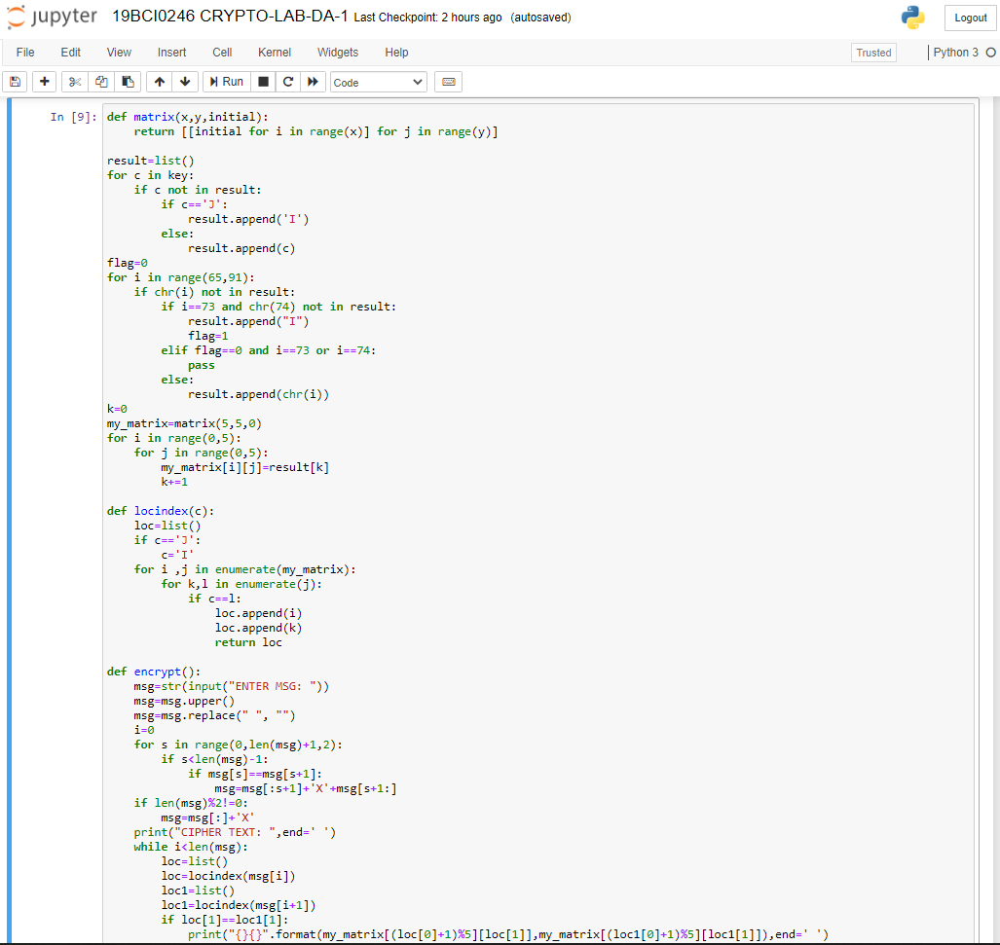 jupyter 19BCI0246 CRYPTO-LAB-DA-1 Last Checkpoint: 2 hours ago (autosaved) Logout
File Edit View Insert Cell Kernel Widgets Help Trusted Python 3
Run Code
In [9]: def matrix(x,y,initial):
    return [[initial for i in range(x)] for j in range(y)]

result=list()
for c in key:
    if c not in result:
        if c=='J':
            result.append('I')
        else:
            result.append(c)
flag=0
for i in range(65,91):
    if chr(i) not in result:
        if i==73 and chr(74) not in result:
            result.append("I")
            flag=1
        elif flag==0 and i==73 or i==74:
            pass
        else:
            result.append(chr(i))
k=0
my_matrix=matrix(5,5,0)
for i in range(0,5):
    for j in range(0,5):
        my_matrix[i][j]=result[k]
        k+=1

def locindex(c):
    loc=list()
    if c=='J':
        c='I'
    for i ,j in enumerate(my_matrix):
        for k,l in enumerate(j):
            if c==l:
                loc.append(i)
                loc.append(k)
                return loc

def encrypt():
    msg=str(input("ENTER MSG: "))
    msg=msg.upper()
    msg=msg.replace(" ", "")
    i=0
    for s in range(0,len(msg)+1,2):
        if s<len(msg)-1:
            if msg[s]==msg[s+1]:
                msg=msg[:s+1]+'X'+msg[s+1:]
    if len(msg)%2!=0:
        msg=msg[:]+'X'
    print("CIPHER TEXT: ",end=' ')
    while i<len(msg):
        loc=list()
        loc=locindex(msg[i])
        loc1=list()
        loc1=locindex(msg[i+1])
        if loc[1]==loc1[1]:
            print("{}{}".format(my_matrix[(loc[0]+1)%5][loc[1]],my_matrix[(loc1[0]+1)%5][loc1[1]]),end=' ')